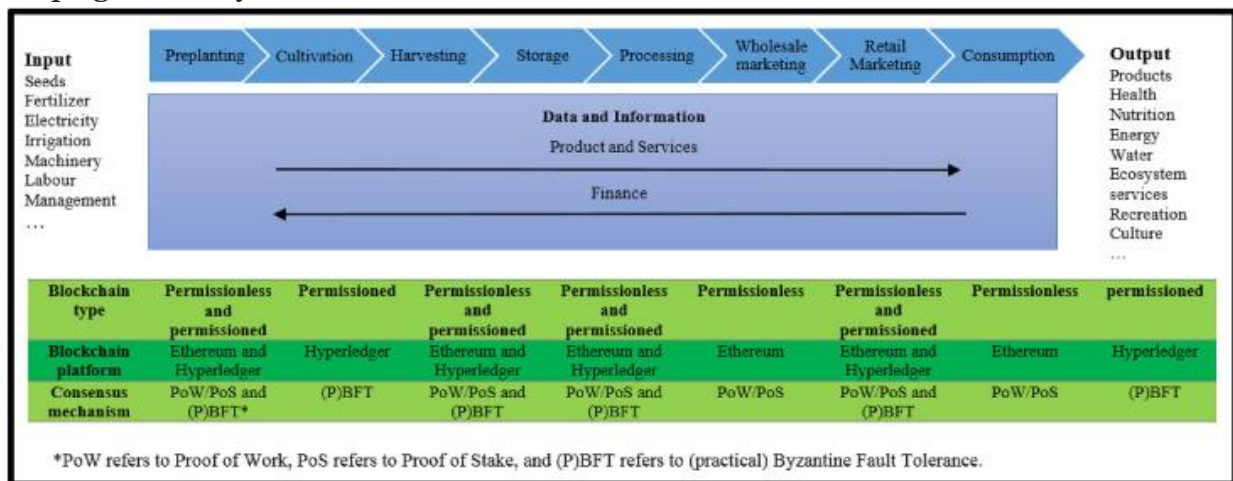 Input
Seeds
Fertilizer
Electricity
Irrigation
Machinery
Labour
Management
…
Preplanting
Cultivation
Harvesting
Storage
Processing
Wholesale
marketing
Retail
Marketing
Consumption
Data and Information
Product and Services
Finance
Output
Products
Health
Nutrition
Energy
Water
Ecosystem
services
Recreation
Culture
…
Blockchain Permissionless Permissioned Permissionless Permissionless Permissionless Permissionless Permissionless permissioned
type and and and and
permissioned permissioned permissioned permissioned
Blockchain Ethereum and Hyperledger Ethereum and Ethereum and Ethereum Ethereum and Ethereum Hyperledger
platform Hyperledger Hyperledger Hyperledger Hyperledger
Consensus PoW/PoS and (P)BFT PoW/PoS and PoW/PoS and PoW/PoS PoW/PoS and PoW/PoS (P)BFT
mechanism (P)BFT* (P)BFT (P)BFT (P)BFT
*PoW refers to Proof of Work, PoS refers to Proof of Stake, and (P)BFT refers to (practical) Byzantine Fault Tolerance.